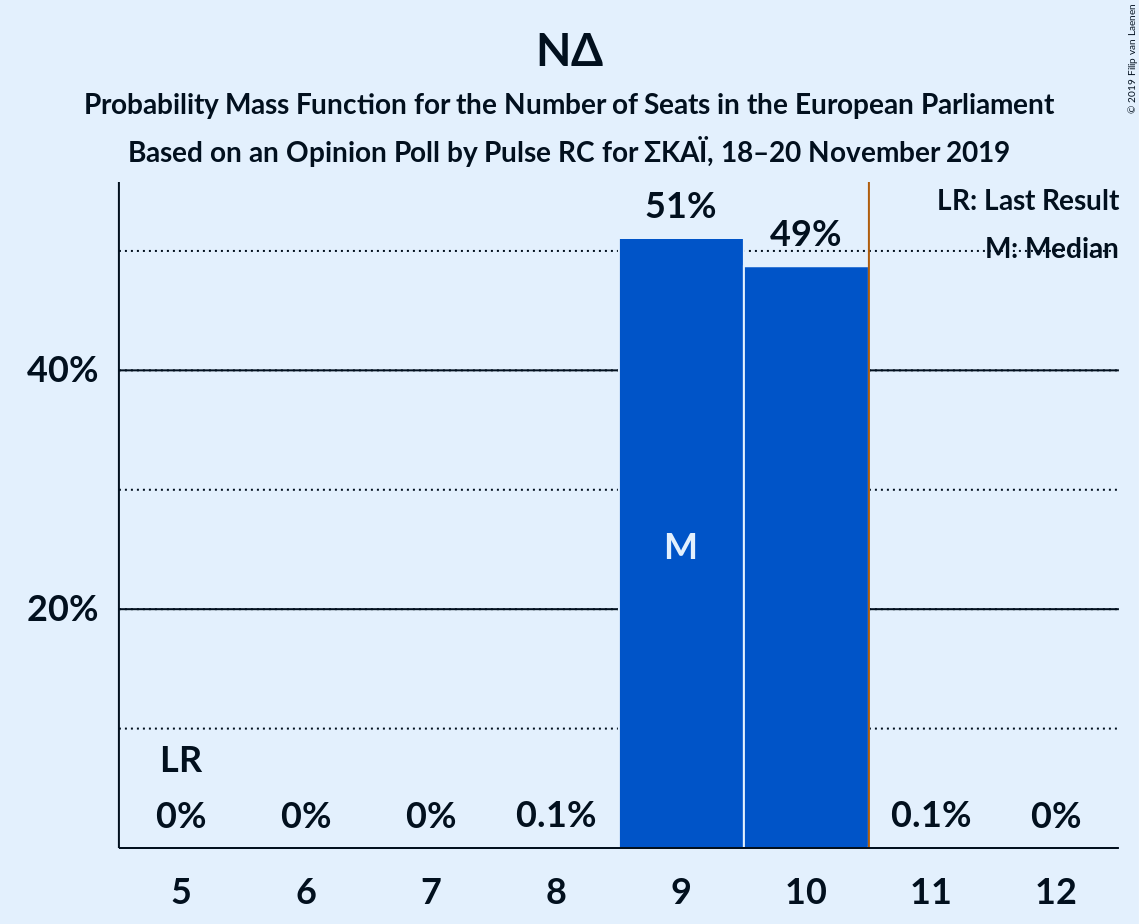 ΝΔ
Probability Mass Function for the Number of Seats in the European Parliament
Based on an Opinion Poll by Pulse RC for ΣΚΑΪ, 18–20 November 2019
© 2019 Filip van Laenen
LR: Last Result
M: Median
51%
49%
40%
20%
M
LR
0%
0%
0%
0.1%
0.1%
0%
5
6
7
8
9
10
11
12